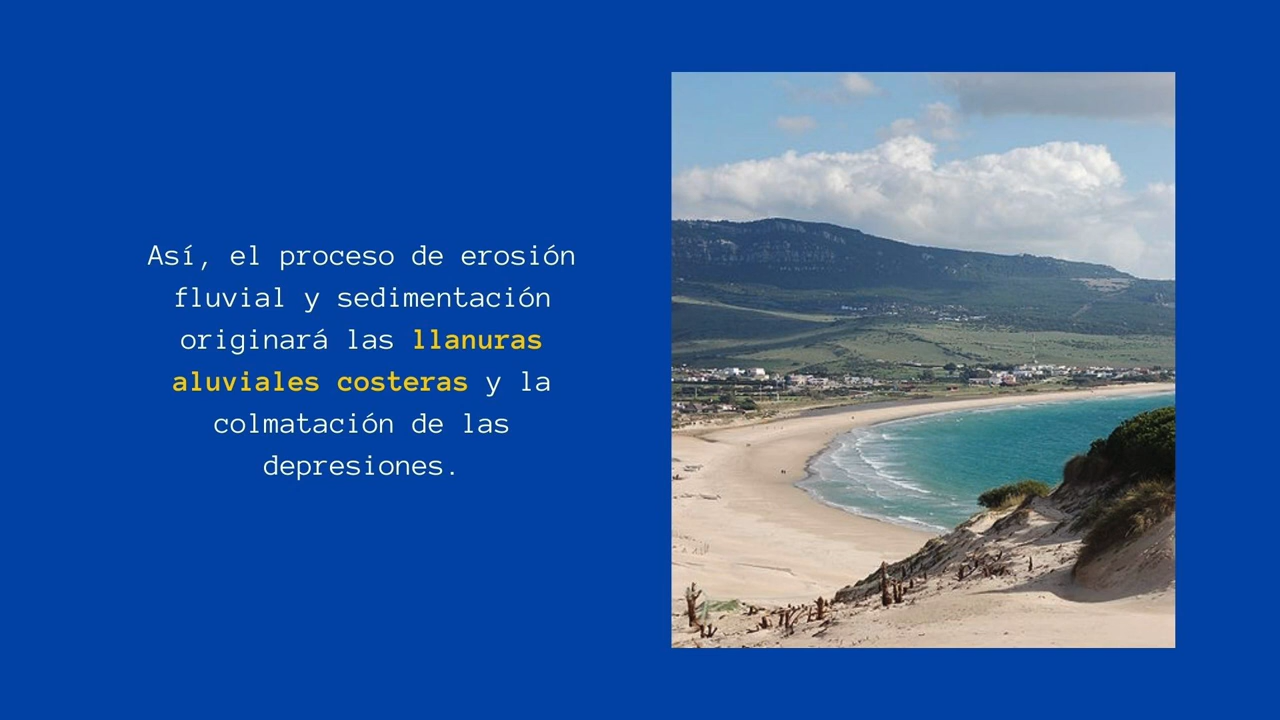 Así, el proceso de erosión
fluvial y sedimentación
originará las llanuras
aluviales costeras y la
colmatación de las
depresiones.